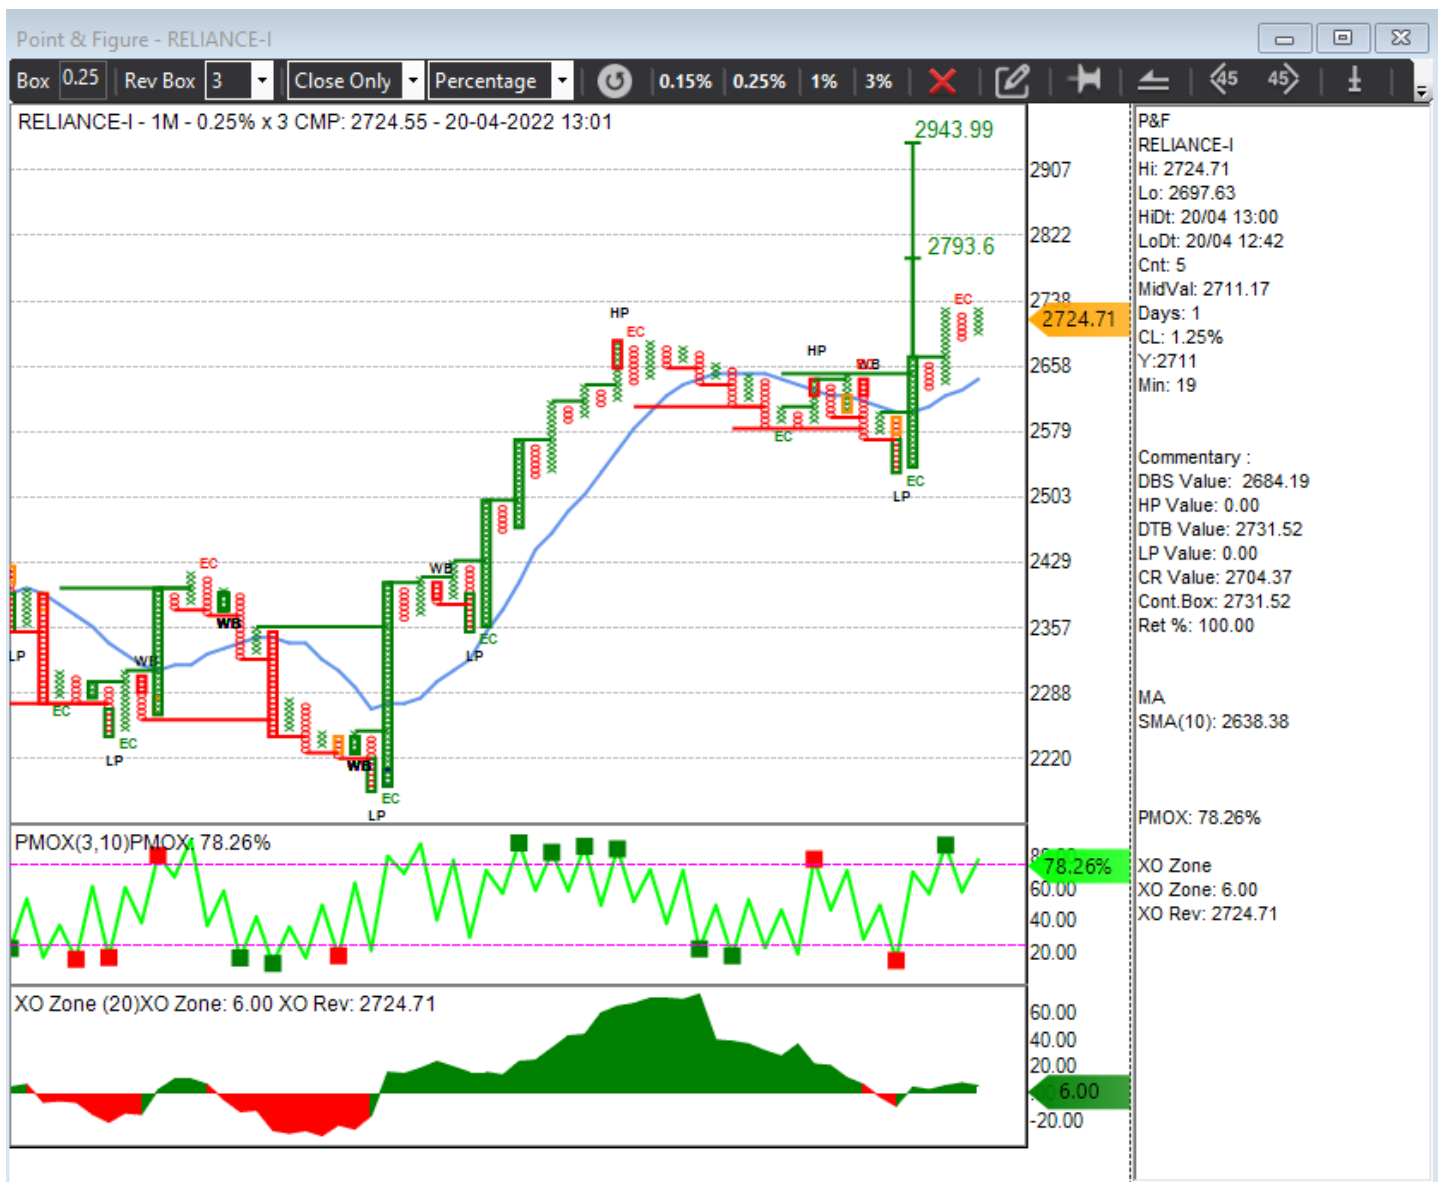 Point & Figure - RELIANCE-I
Box 0.25 Rev Box 3 Close Only Percentage 0.15% 0.25% 1% 3% 45 45
RELIANCE-I - 1M - 0.25% x 3 CMP: 2724.55 - 20-04-2022 13:01
2943.99
2907
2822
2793.6
2738
2724.71
2658
2579
2503
2429
2357
2288
2220
HP
EC
HP
WB
EC
EC
EC
LP
EC
WB
WB
LP
WB
EC
LP
EC
EC
LP
WB
EC
LP
PMOX(3,10)PMOX: 78.26%
78.26%
60.00
40.00
20.00
XO Zone (20)XO Zone: 6.00 XO Rev: 2724.71
60.00
40.00
20.00
6.00
-20.00
P&F
RELIANCE-I
Hi: 2724.71
Lo: 2697.63
HiDt: 20/04 13:00
LoDt: 20/04 12:42
Cnt: 5
MidVal: 2711.17
Days: 1
CL: 1.25%
Y:2711
Min: 19
Commentary :
DBS Value: 2684.19
HP Value: 0.00
DTB Value: 2731.52
LP Value: 0.00
CR Value: 2704.37
Cont.Box: 2731.52
Ret %: 100.00
MA
SMA(10): 2638.38
PMOX: 78.26%
XO Zone
XO Zone: 6.00
XO Rev: 2724.71